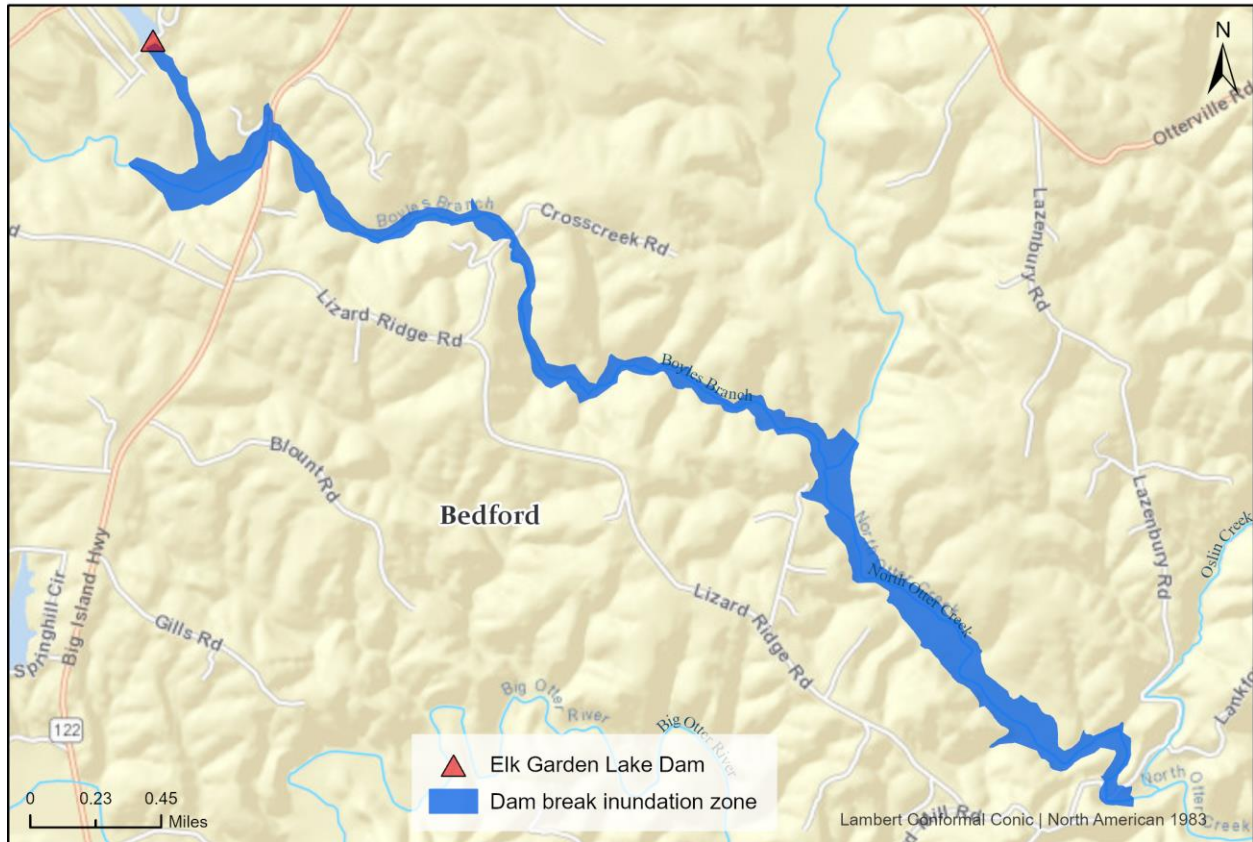 N
Otterville Rd
Boyles Branch
Crosscreek Rd
Lazenbury Rd
Lizard Ridge Rd
Boyles Branch
Blount Rd
Bedford
Lazenbury Rd
Oslin Creek
North Otter Creek
North Otter Creek
Big Island Hwy
Springhill Cir
Gills Rd
Lizard Ridge Rd
Big Otter River
Big Otter River
122
Elk Garden Lake Dam
Dam break inundation zone
0 0.23 0.45
Miles
North Otter Creek
Lambert Conformal Conic | North American 1983